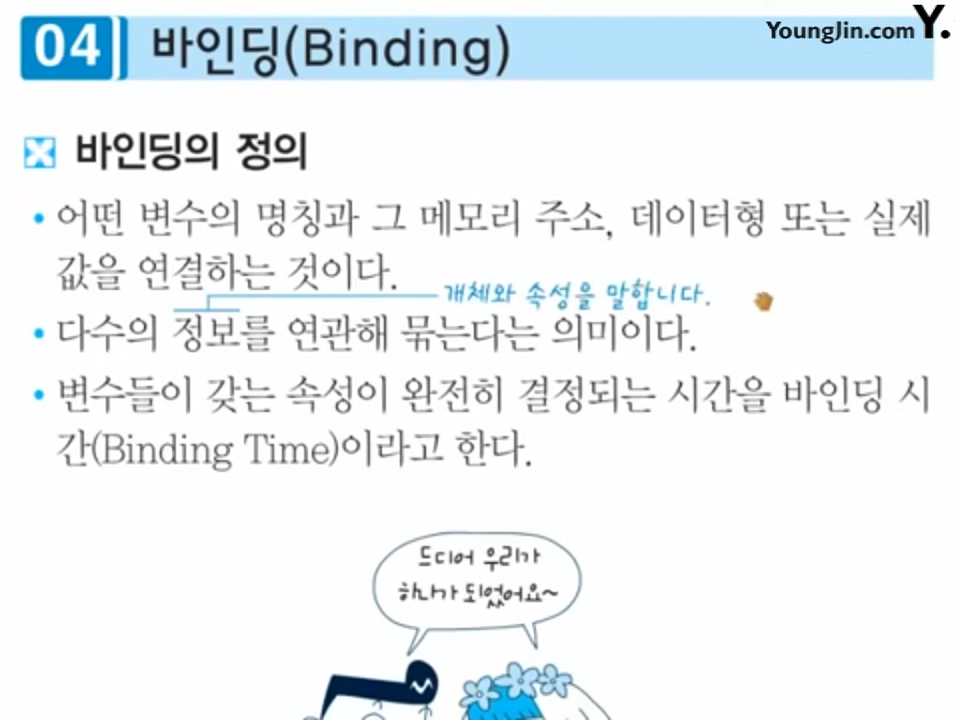 04 바인딩(Binding)
YoungJin.com Y.
바인딩의 정의
• 어떤 변수의 명칭과 그 메모리 주소, 데이터형 또는 실제
값을 연결하는 것이다.
개체와 속성을 말합니다.
• 다수의 정보를 연관해 묶는다는 의미이다.
• 변수들이 갖는 속성이 완전히 결정되는 시간을 바인딩 시
간(Binding Time)이라고 한다.
드디어 우리가
하나가 되었어요~